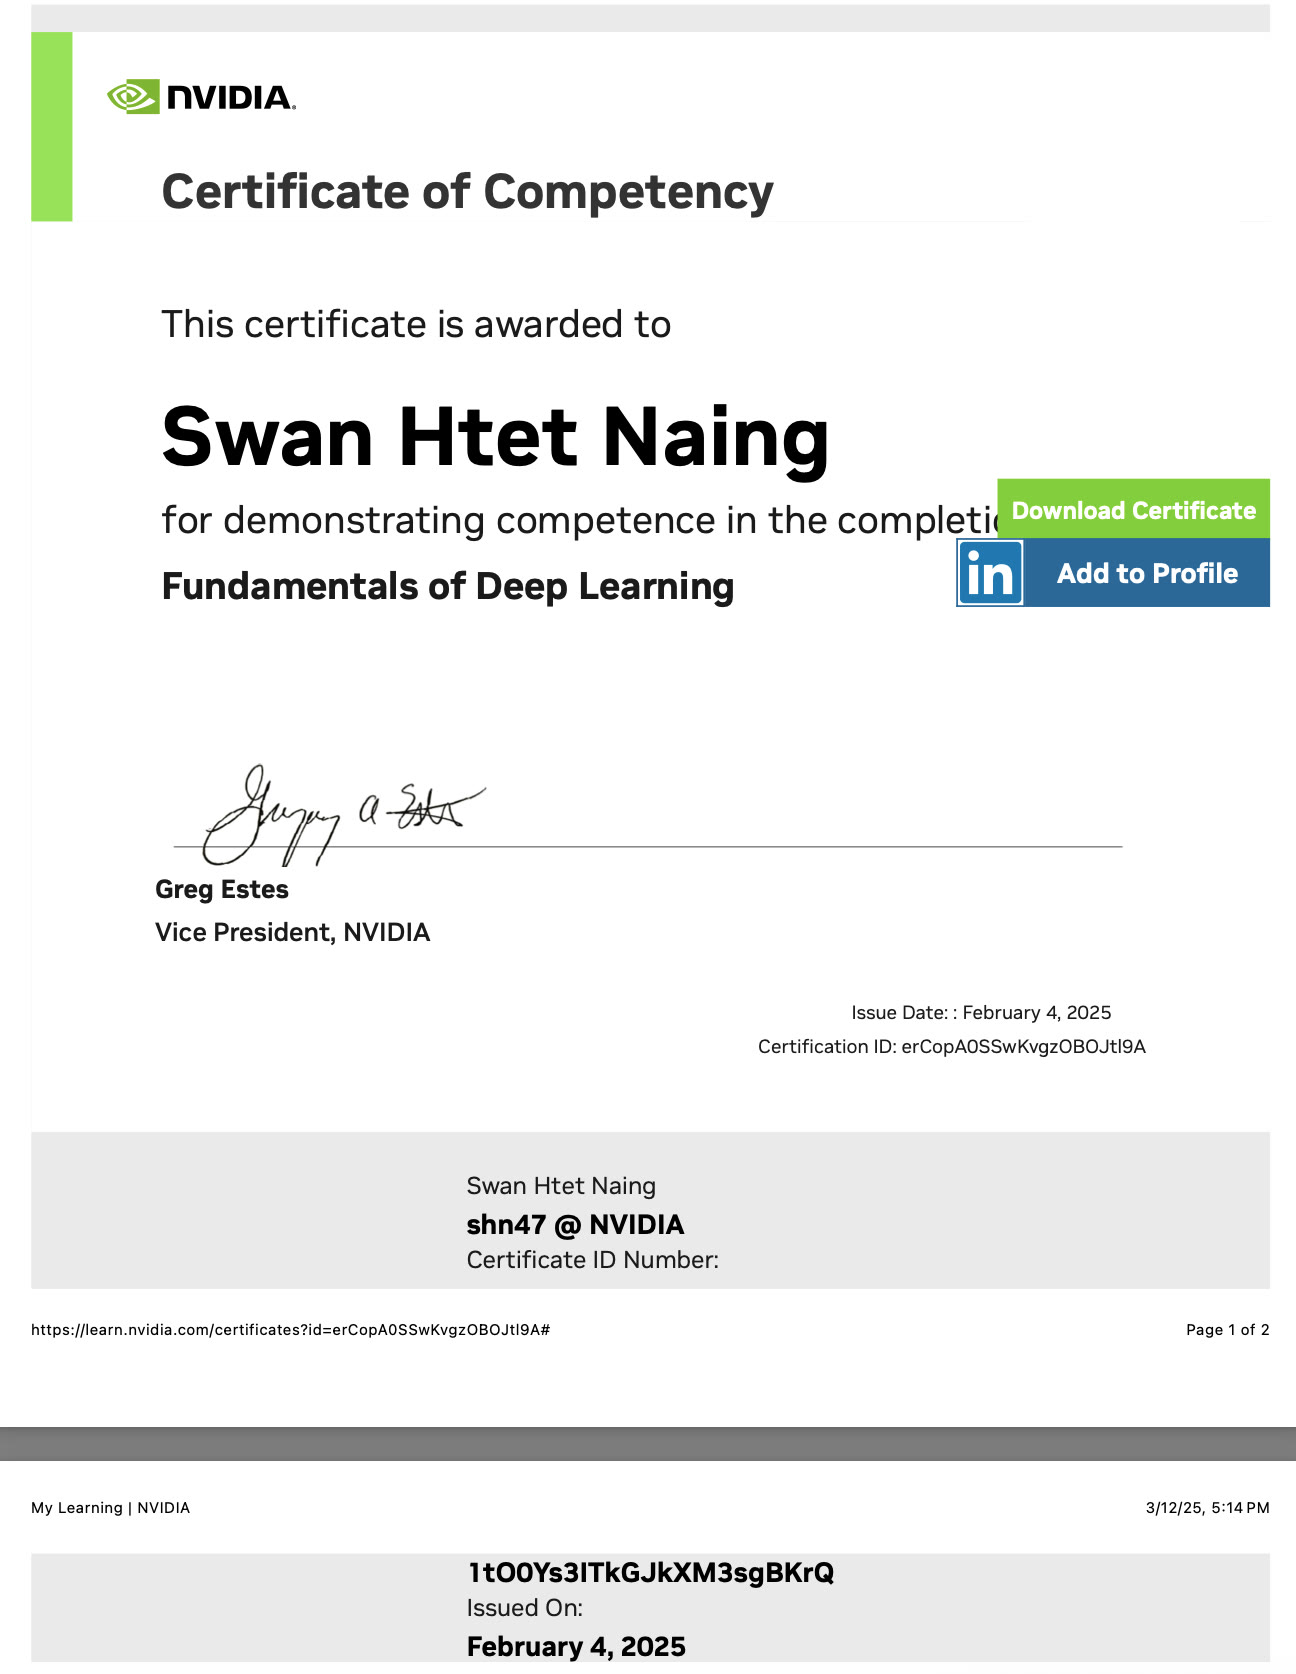 NVIDIA.
Certificate of Competency
This certificate is awarded to
Swan Htet Naing
for demonstrating competence in the
Download Certificate
in Add to Profile
Fundamentals of Deep Learning
Gregory A Estes
Greg Estes
Vice President, NVIDIA
Issue Date: : February 4, 2025
Certification ID: erCopA0SSwKvgzOBOJtl9A
Swan Htet Naing
shn47 @ NVIDIA
Certificate ID Number:
https://learn.nvidia.com/certificates?id=erCopA0SSwKvgzOBOJtl9A#
Page 1 of 2
My Learning | NVIDIA
3/12/25, 5:14 PM
1tO0Ys3ITkGJkXM3sgBKrQ
Issued On:
February 4, 2025